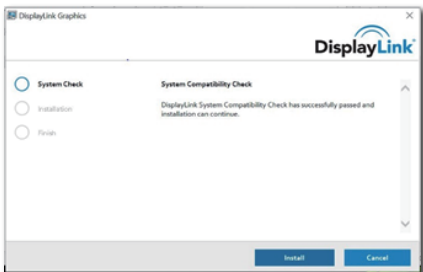 DisplayLink Graphics
DisplayLink
System Check
Installation
Finish
System Compatibility Check
DisplayLink System Compatibility Check has successfully passed and
installation can continue.
Install
Cancel